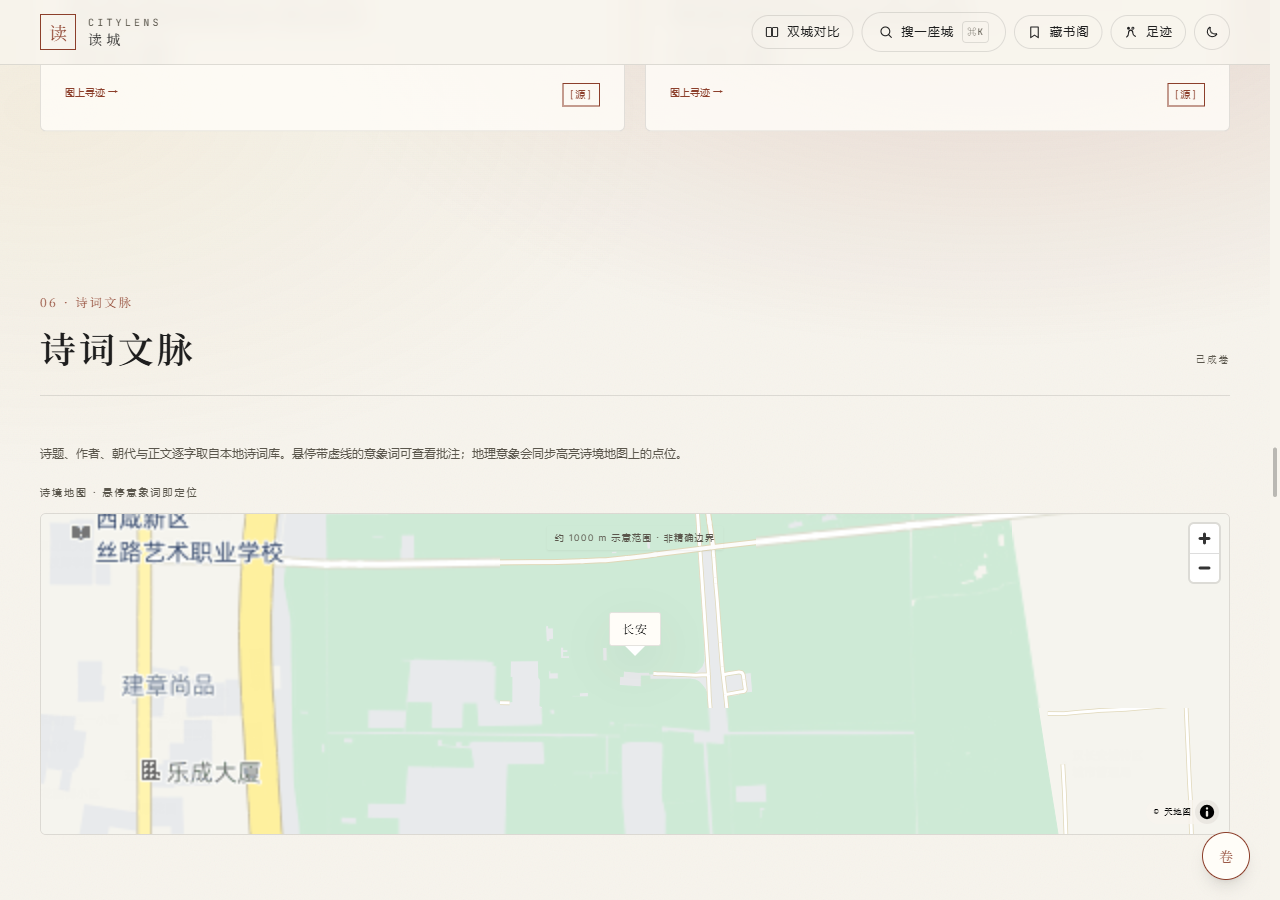 读
CITYLENS
读城
双城对比
搜一座城 ⌘K
藏书阁
足迹
图上寻迹 →
[源]
图上寻迹 →
[源]
06 · 诗词文脉
诗词文脉
已成卷
诗题、作者、朝代与正文逐字取自本地诗词库。悬停带虚线的意象词可查看批注；地理意象会同步高亮诗境地图上的点位。
诗境地图 · 悬停意象词即定位
西咸新区
丝路艺术职业学校
约 1000 m 示意范围 · 非精确边界
长安
建章尚品
乐成大厦
© 天地图
卷